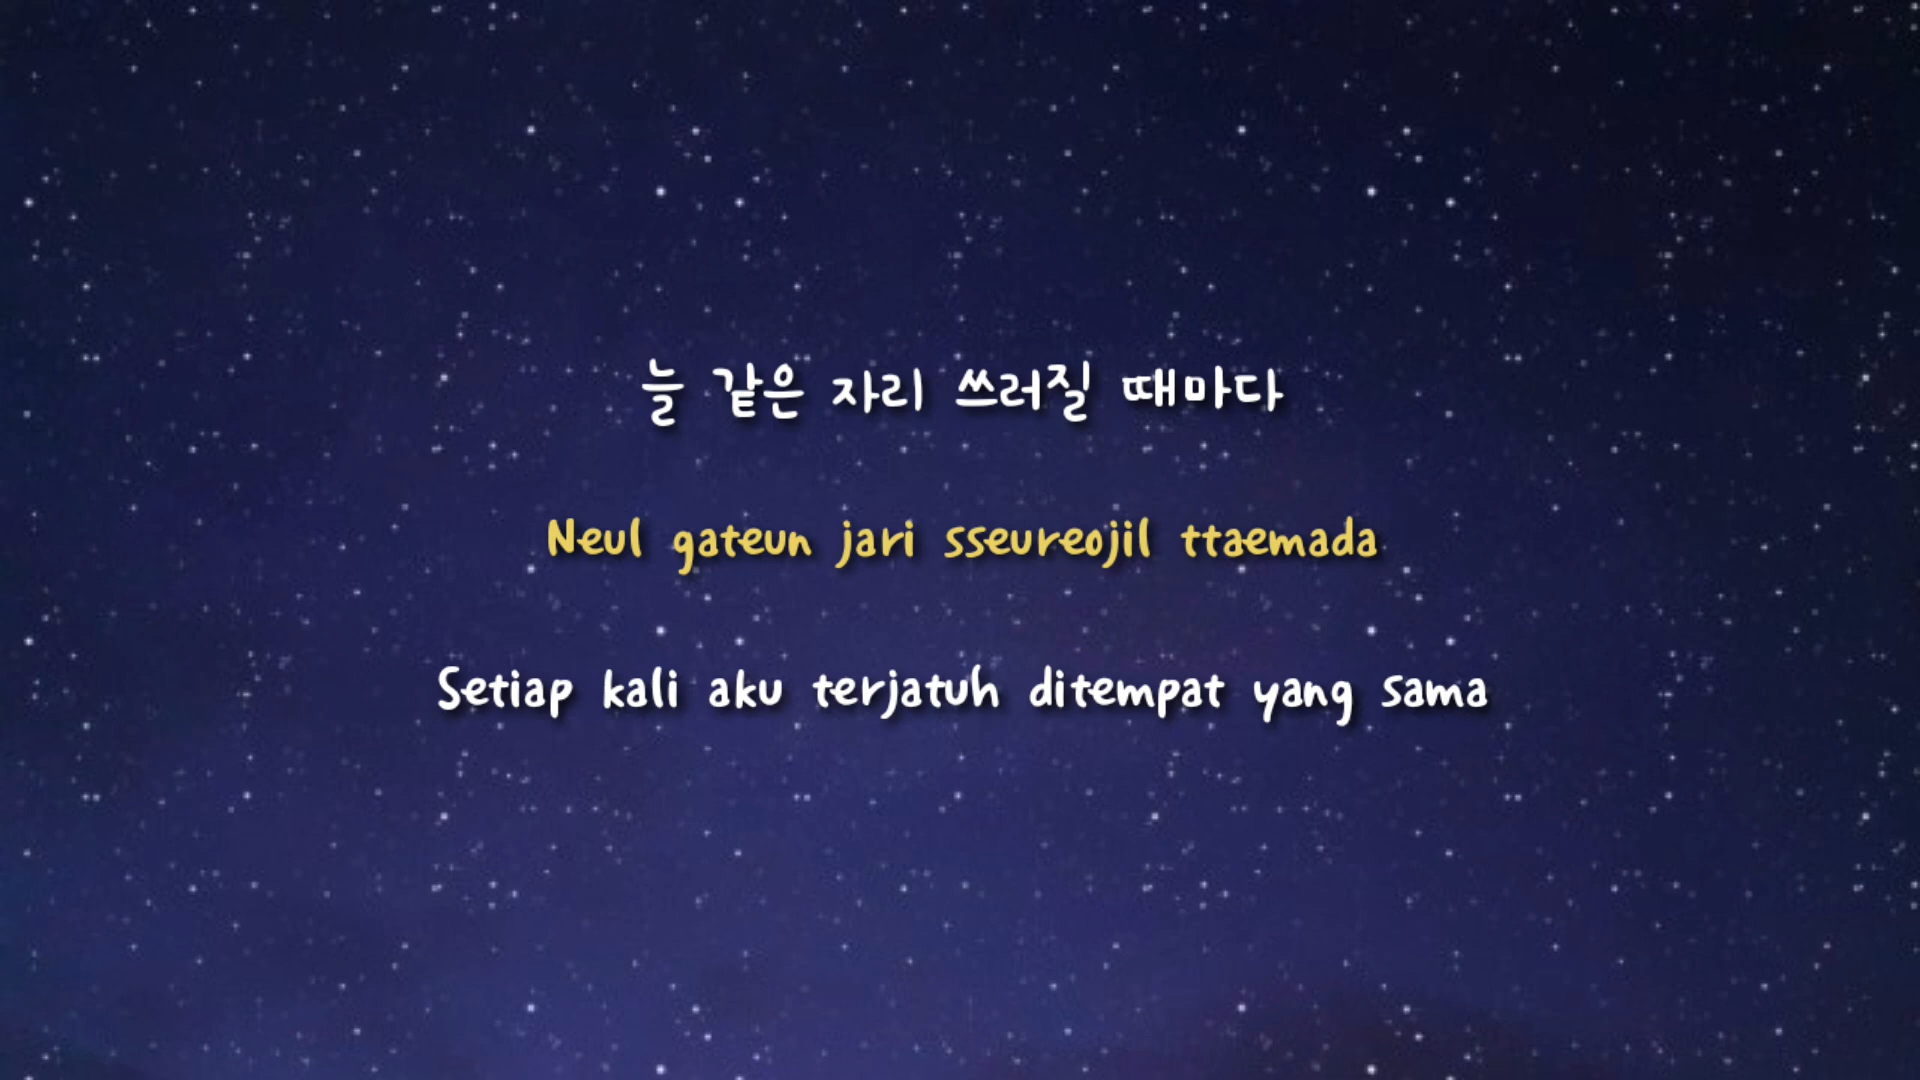 늘 같은 자리 쓰러질 때마다
Neul gateun jari sseureojil ttaemada
Setiap kali aku terjatuh ditempat yang sama